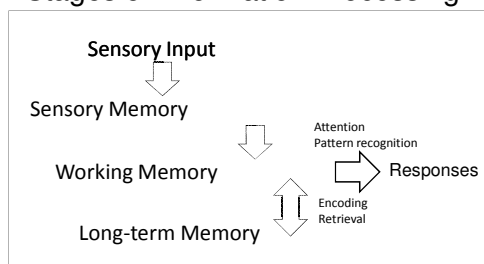 Sensory Input
Sensory Memory
Attention
Pattern recognition
Working Memory
Responses
Encoding
Retrieval
Long-term Memory